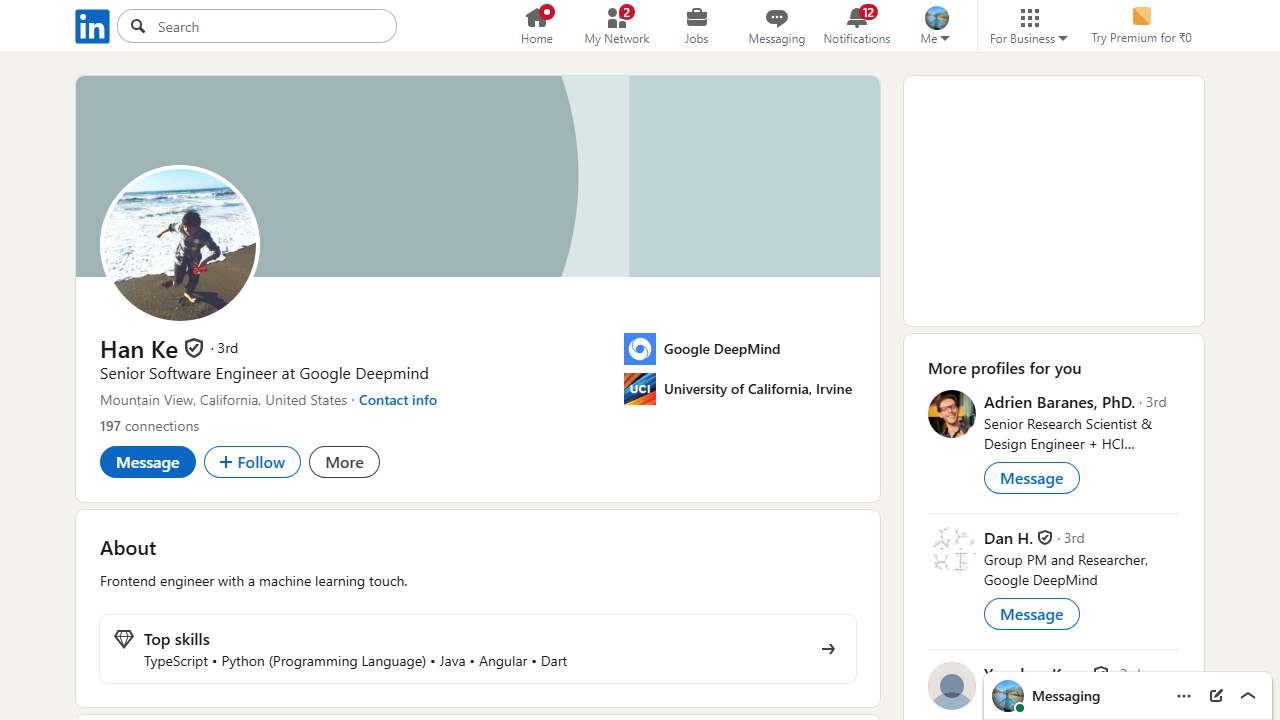 in
Search
Home
2
My Network
Jobs
Messaging
12
Notifications
Me
For Business
Try Premium for ₹0
Han Ke · 3rd
Senior Software Engineer at Google Deepmind
Mountain View, California, United States · Contact info
197 connections
Message
+ Follow
More
Google DeepMind
UCI
University of California, Irvine
About
Frontend engineer with a machine learning touch.
Top skills
TypeScript • Python (Programming Language) • Java • Angular • Dart
More profiles for you
Adrien Baranes, PhD. · 3rd
Senior Research Scientist &
Design Engineer + HCI...
Message
Dan H. · 3rd
Group PM and Researcher,
Google DeepMind
Message
Messaging